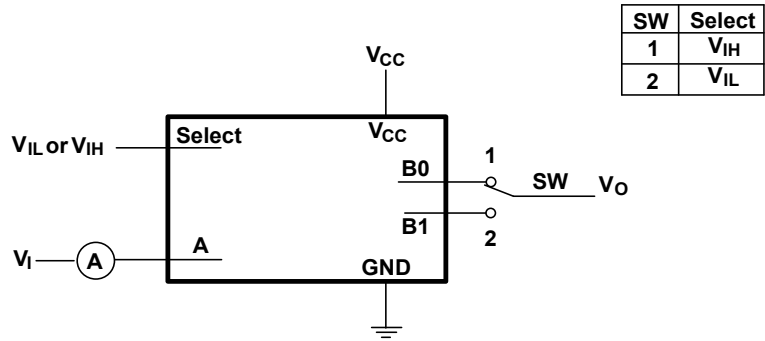 SW Select
1 VIH
2 VIL
VCC
VIL or VIH
Select
VCC
B0
1
SW
VO
B1
2
VI
A
A
GND